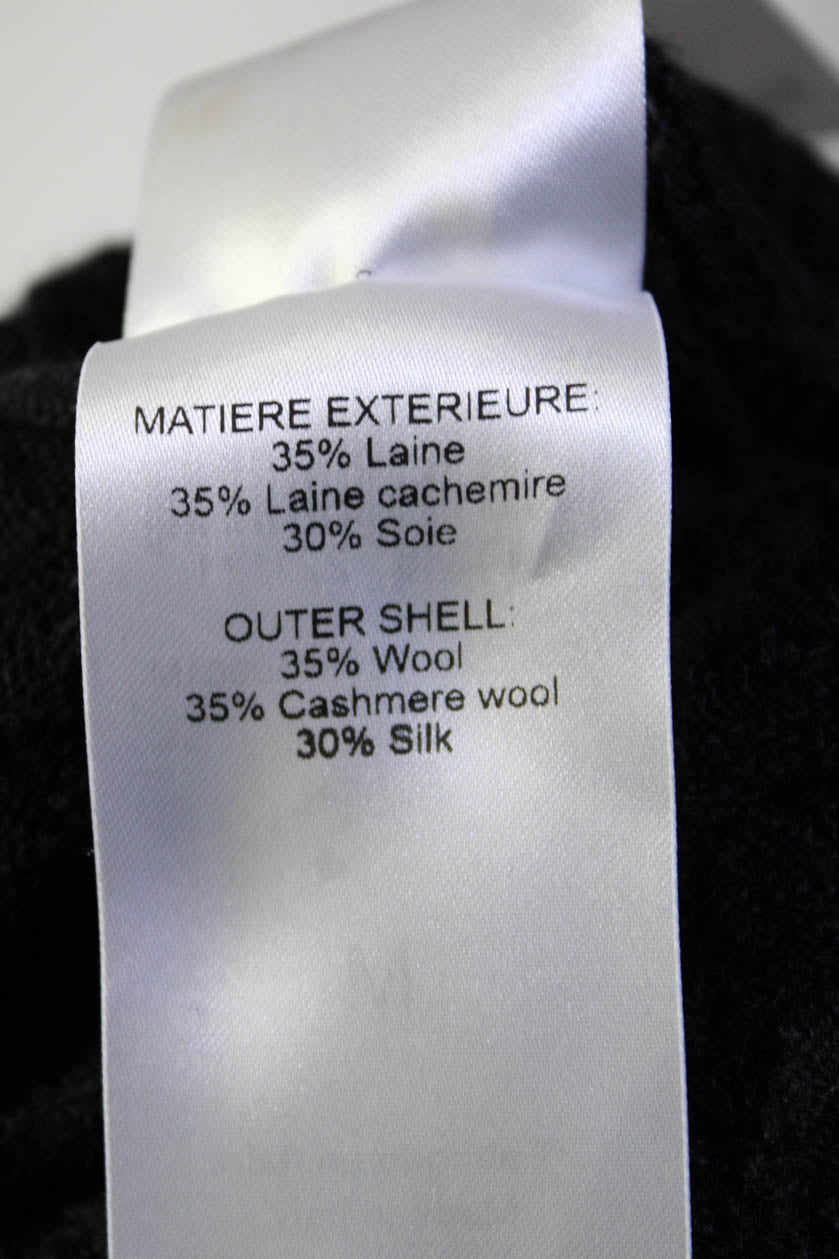 MATIERE EXTERIEURE:
35% Laine
35% Laine cachemire
30% Soie
OUTER SHELL:
35% Wool
35% Cashmere wool
30% Silk